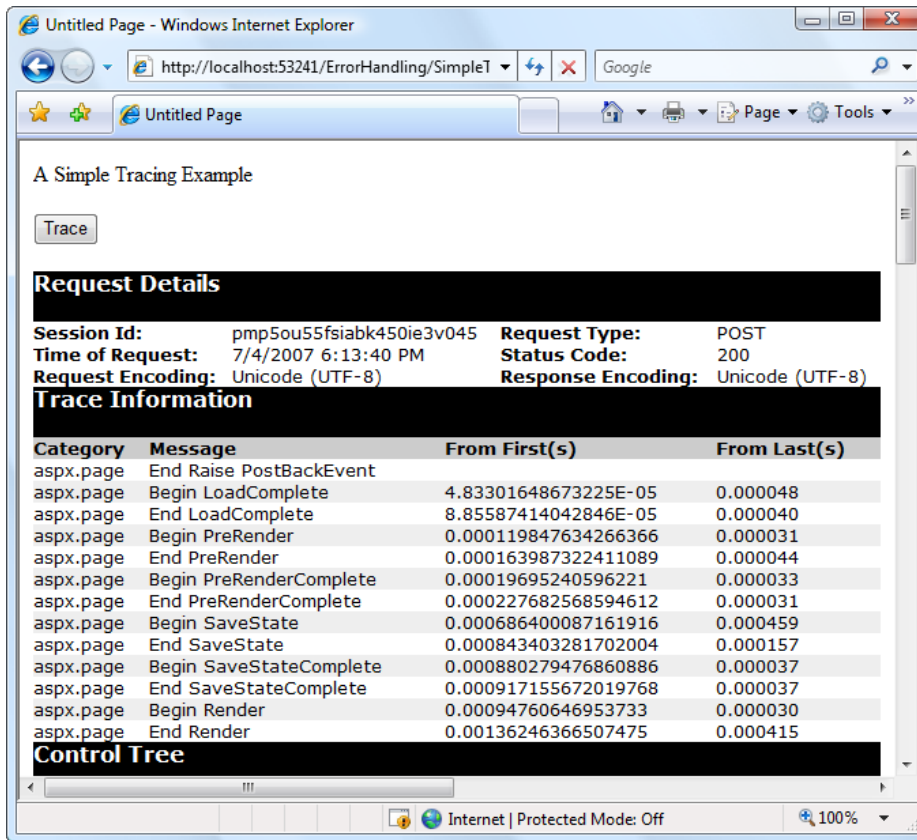 Untitled Page - Windows Internet Explorer
http://localhost:53241/ErrorHandling/SimpleT
Google
Untitled Page
Page
Tools
A Simple Tracing Example
Trace
Request Details
Session Id: pmp5ou55fsiabk450ie3v045 Request Type: POST
Time of Request: 7/4/2007 6:13:40 PM Status Code: 200
Request Encoding: Unicode (UTF-8) Response Encoding: Unicode (UTF-8)
Trace Information
Category Message From First(s) From Last(s)
aspx.page End Raise PostBackEvent
aspx.page Begin LoadComplete 4.83301648673225E-05 0.000048
aspx.page End LoadComplete 8.85587414042846E-05 0.000040
aspx.page Begin PreRender 0.000119847634266366 0.000031
aspx.page End PreRender 0.000163987322411089 0.000044
aspx.page Begin PreRenderComplete 0.00019695240596221 0.000033
aspx.page End PreRenderComplete 0.000227682568594612 0.000031
aspx.page Begin SaveState 0.000686400087161916 0.000459
aspx.page End SaveState 0.000843403281702004 0.000157
aspx.page Begin SaveStateComplete 0.000880279476860886 0.000037
aspx.page End SaveStateComplete 0.000917155672019768 0.000037
aspx.page Begin Render 0.00094760646953733 0.000030
aspx.page End Render 0.00136246366507475 0.000415
Control Tree
Internet | Protected Mode: Off
100%